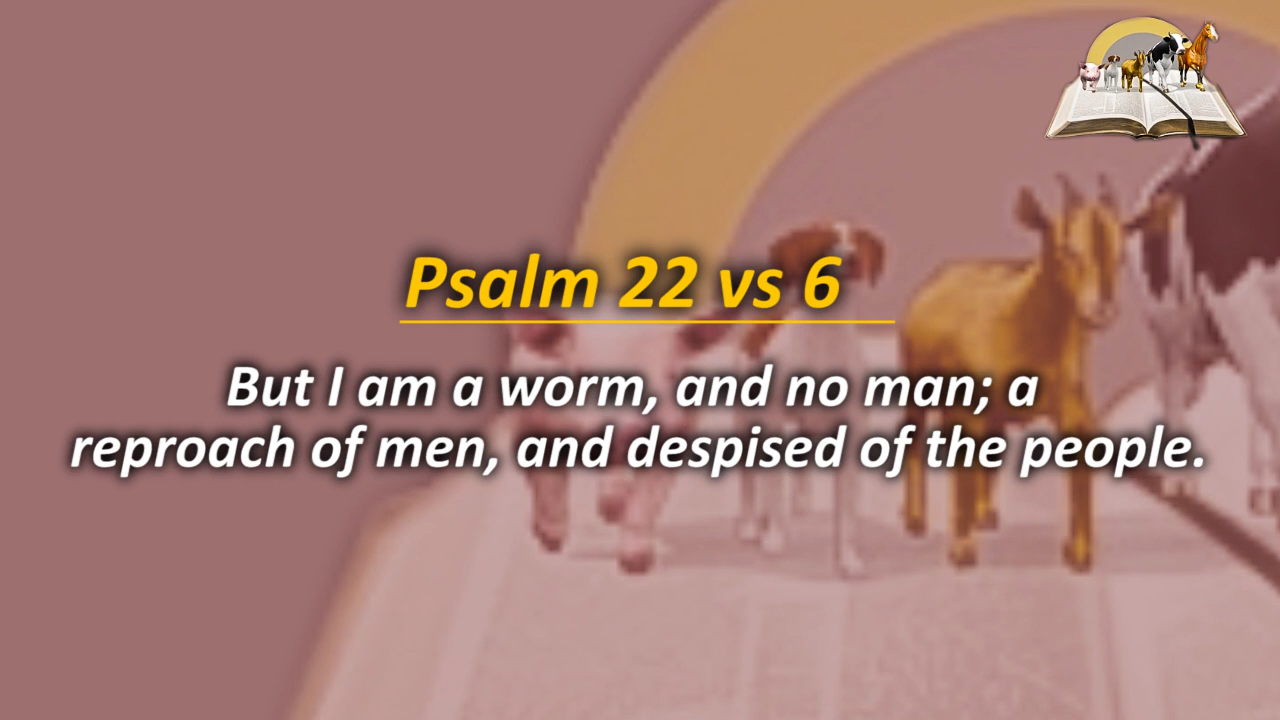 Psalm 22 vs 6
But I am a worm, and no man; a
reproach of men, and despised of the people.